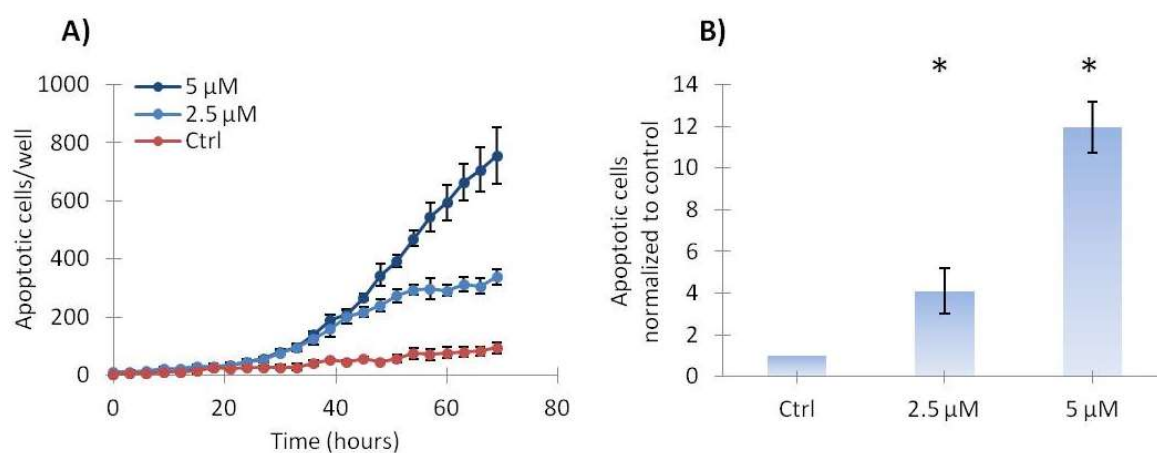 A)
Apoptotic cells/well
1000
800
600
400
200
0
5 µM
2.5 µM
Ctrl
0
20
40
60
80
Time (hours)
B)
Apoptotic cells
normalized to control
14
12
10
8
6
4
2
0
*
*
Ctrl
2.5 µM
5 µM